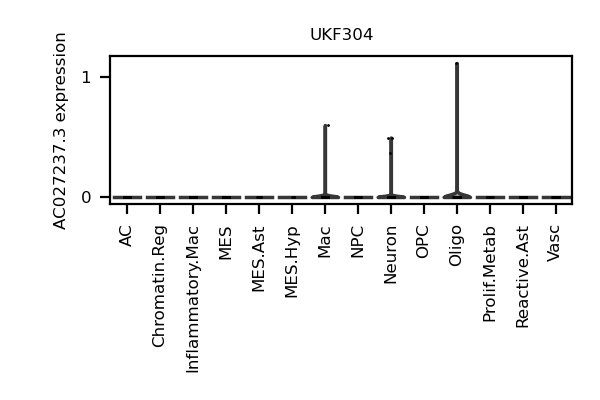 UKF304
AC027237.3 expression
1
0
AC
Chromatin.Reg
Inflammatory.Mac
MES
MES.Ast
MES.Hyp
Mac
NPC
Neuron
OPC
Oligo
Prolif.Metab
Reactive.Ast
Vasc